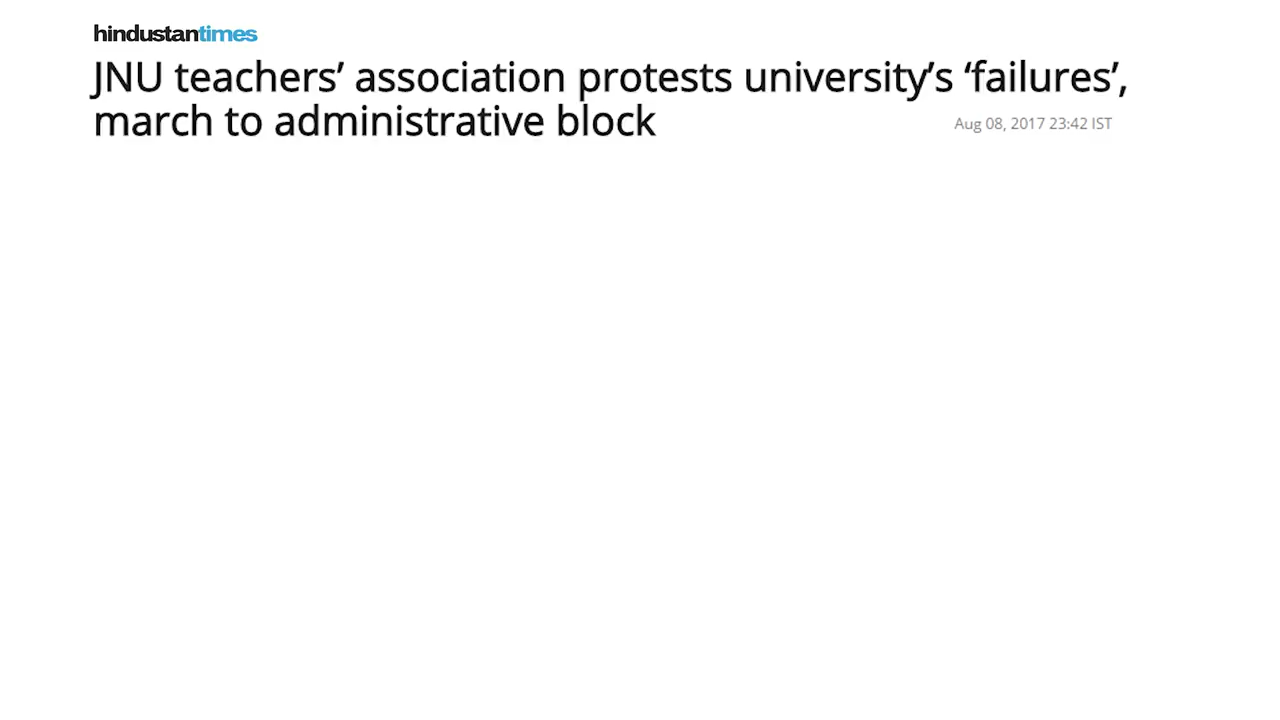 hindustantimes
JNU teachers’ association protests university’s ‘failures’,
march to administrative block
Aug 08, 2017 23:42 IST